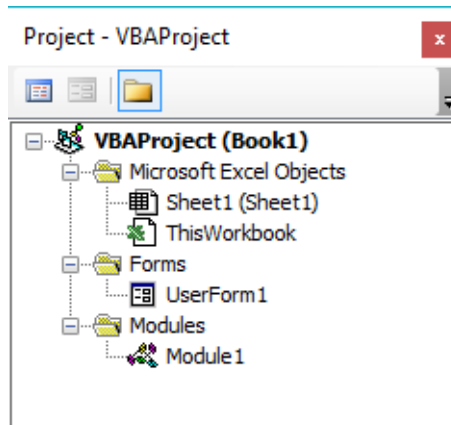 Project - VBAProject
x
VBAProject (Book1)
Microsoft Excel Objects
Sheet1 (Sheet1)
ThisWorkbook
Forms
UserForm1
Modules
Module1